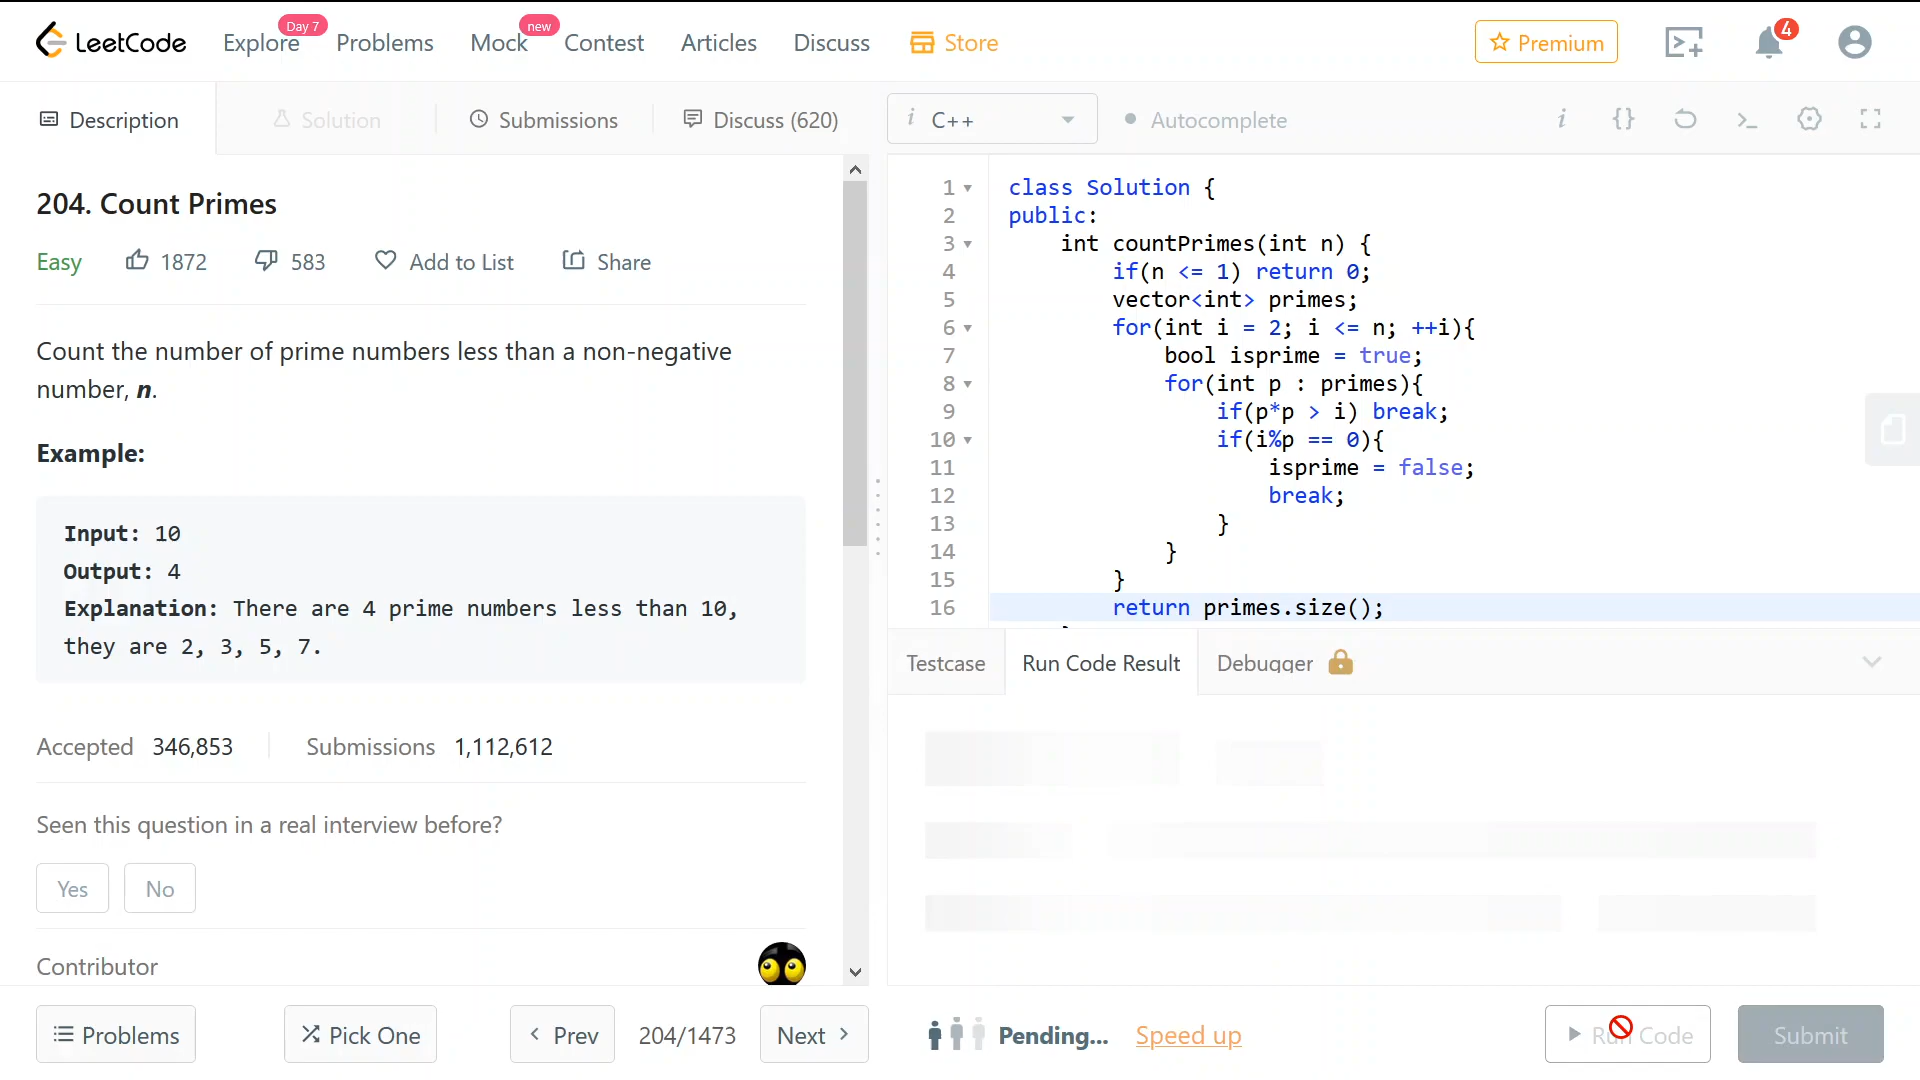 LeetCode
Explore
Day 7
Problems
Mock
new
Contest
Articles
Discuss
Store
Premium
4
Description
Solution
Submissions
Discuss (620)
i C++
Autocomplete
204. Count Primes
Easy
1872
583
Add to List
Share
Count the number of prime numbers less than a non-negative
number, n.
Example:
Input: 10
Output: 4
Explanation: There are 4 prime numbers less than 10,
they are 2, 3, 5, 7.
Accepted 346,853
Submissions 1,112,612
Seen this question in a real interview before?
Yes
No
Contributor
1 class Solution {
2 public:
3 int countPrimes(int n) {
4 if(n <= 1) return 0;
5 vector<int> primes;
6 for(int i = 2; i <= n; ++i){
7 bool isprime = true;
8 for(int p : primes){
9 if(p*p > i) break;
10 if(i%p == 0){
11 isprime = false;
12 break;
13 }
14 }
15 }
16 return primes.size();
Testcase
Run Code Result
Debugger
Problems
Pick One
Prev
204/1473
Next
Pending...
Speed up
Run Code
Submit